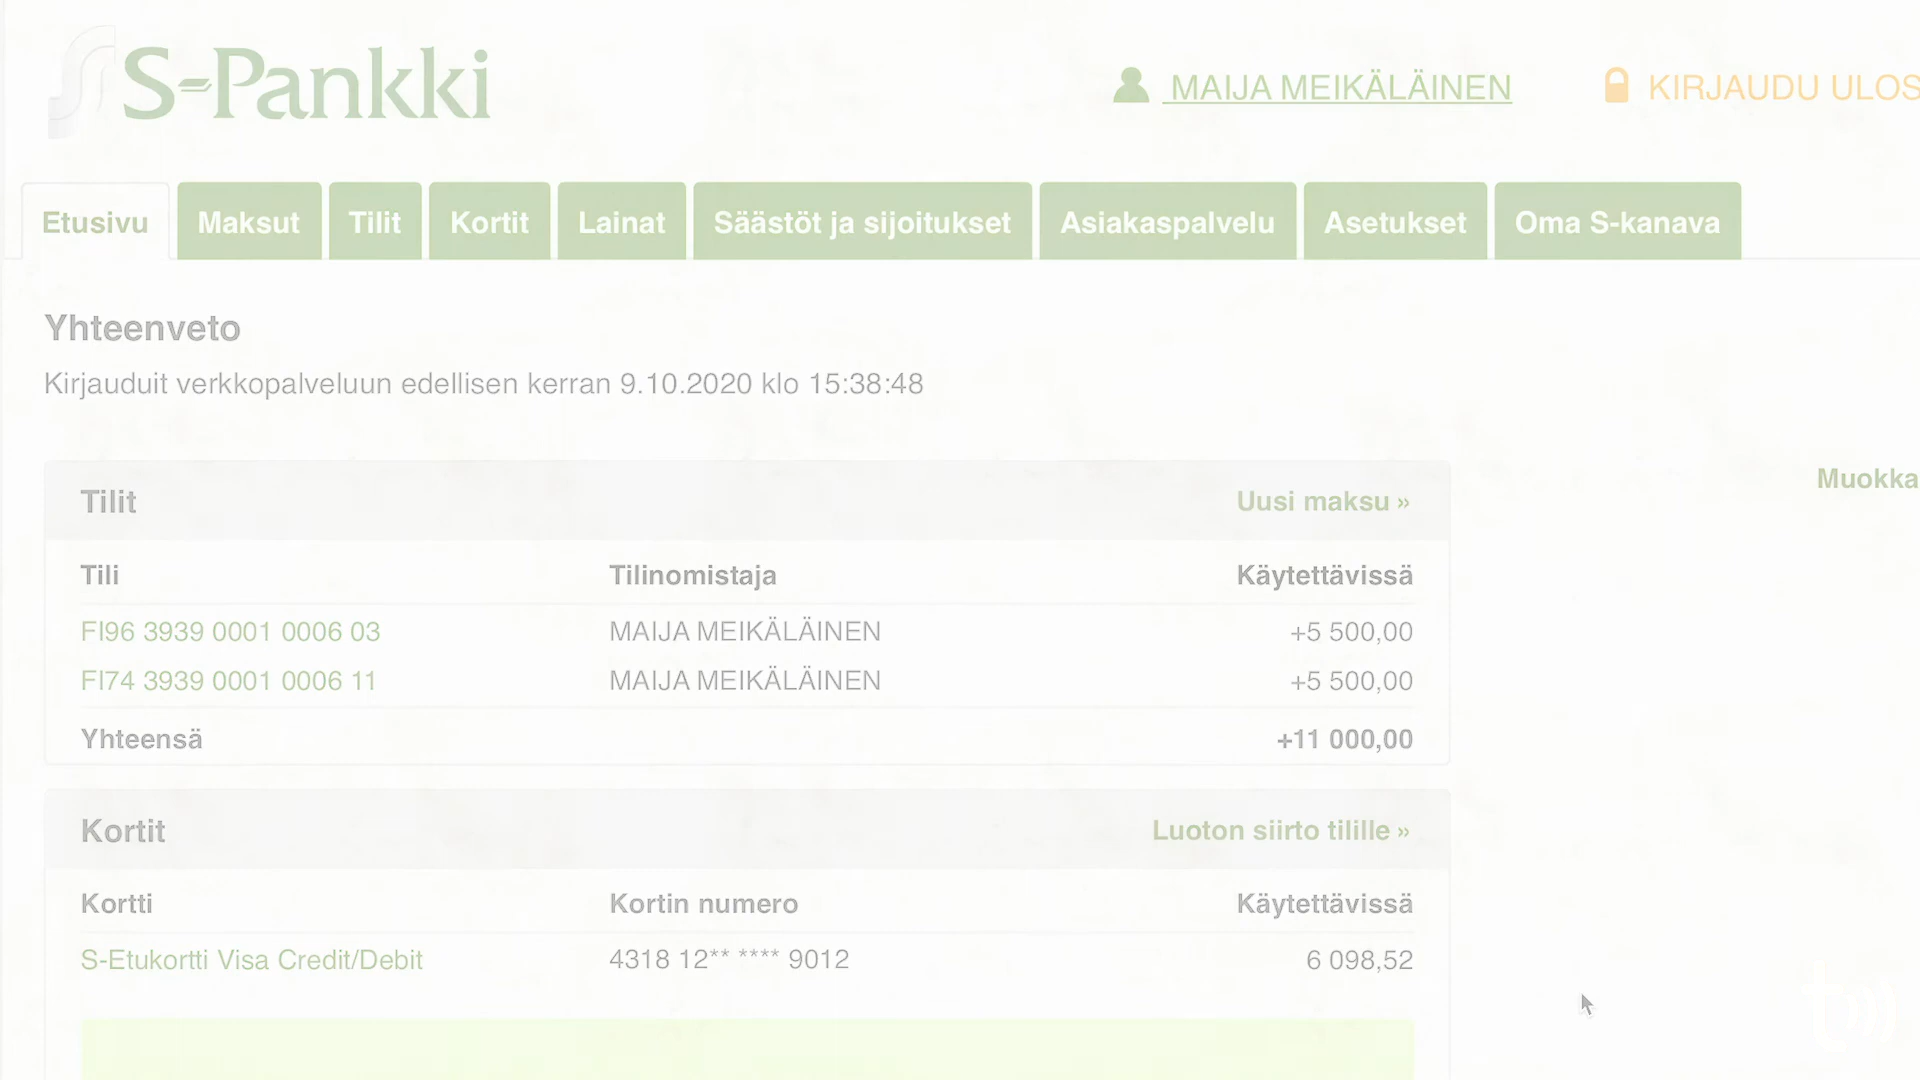 S-Pankki
MAIJA MEIKÄLÄINEN
KIRJAUDU ULOS
Etusivu
Maksut
Tilit
Kortit
Lainat
Säästöt ja sijoitukset
Asiakaspalvelu
Asetukset
Oma S-kanava
Yhteenveto
Kirjauduit verkkopalveluun edellisen kerran 9.10.2020 klo 15:38:48
Muokka
Tilit
Uusi maksu »
Tili Tilinomistaja Käytettävissä
FI96 3939 0001 0006 03 MAIJA MEIKÄLÄINEN +5 500,00
FI74 3939 0001 0006 11 MAIJA MEIKÄLÄINEN +5 500,00
Yhteensä +11 000,00
Kortit
Luoton siirto tilille »
Kortti Kortin numero Käytettävissä
S-Etukortti Visa Credit/Debit 4318 12** **** 9012 6 098,52